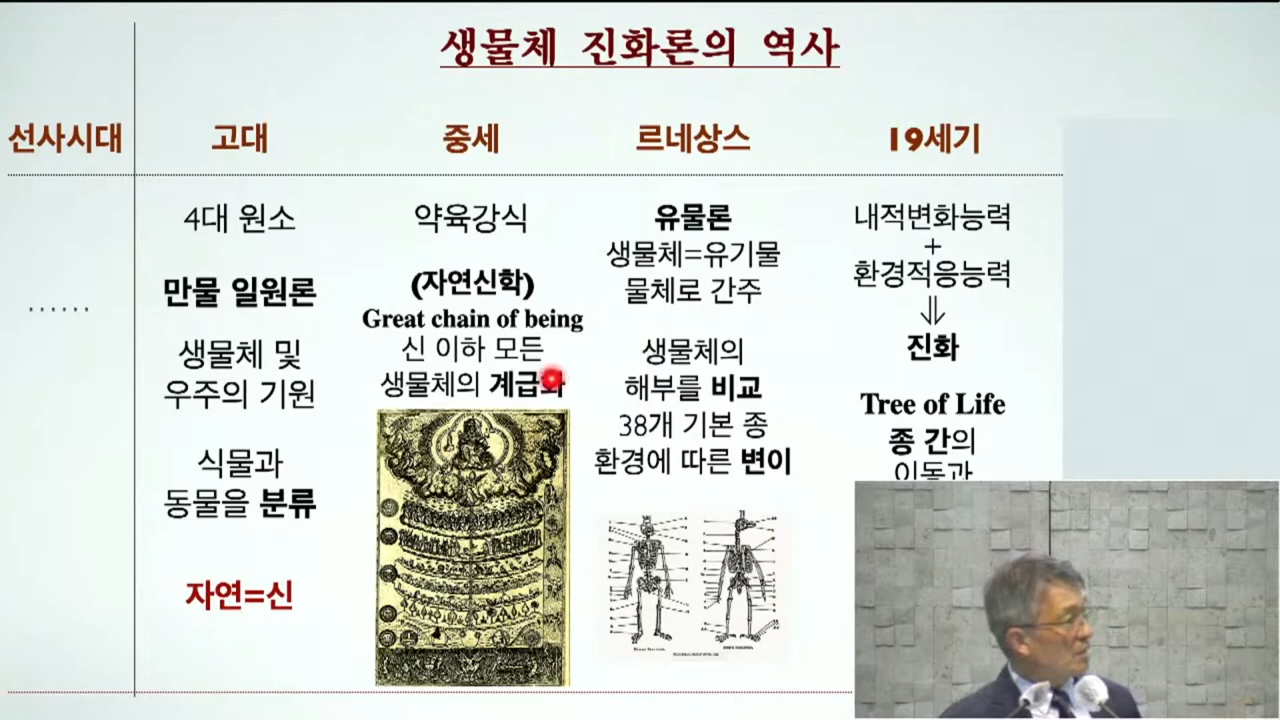 생물체 진화론의 역사
선사시대
고대
중세
르네상스
19세기
......
4대 원소
만물 일원론
생물체 및
우주의 기원
식물과
동물을 분류
자연=신
약육강식
(자연신학)
Great chain of being
신 이하 모든
생물체의 계급화
유물론
생물체=유기물
물체로 간주
생물체의
해부를 비교
38개 기본 종
환경에 따른 변이
내적변화능력
+
환경적응능력
⇓
진화
Tree of Life
종 간의
이동과